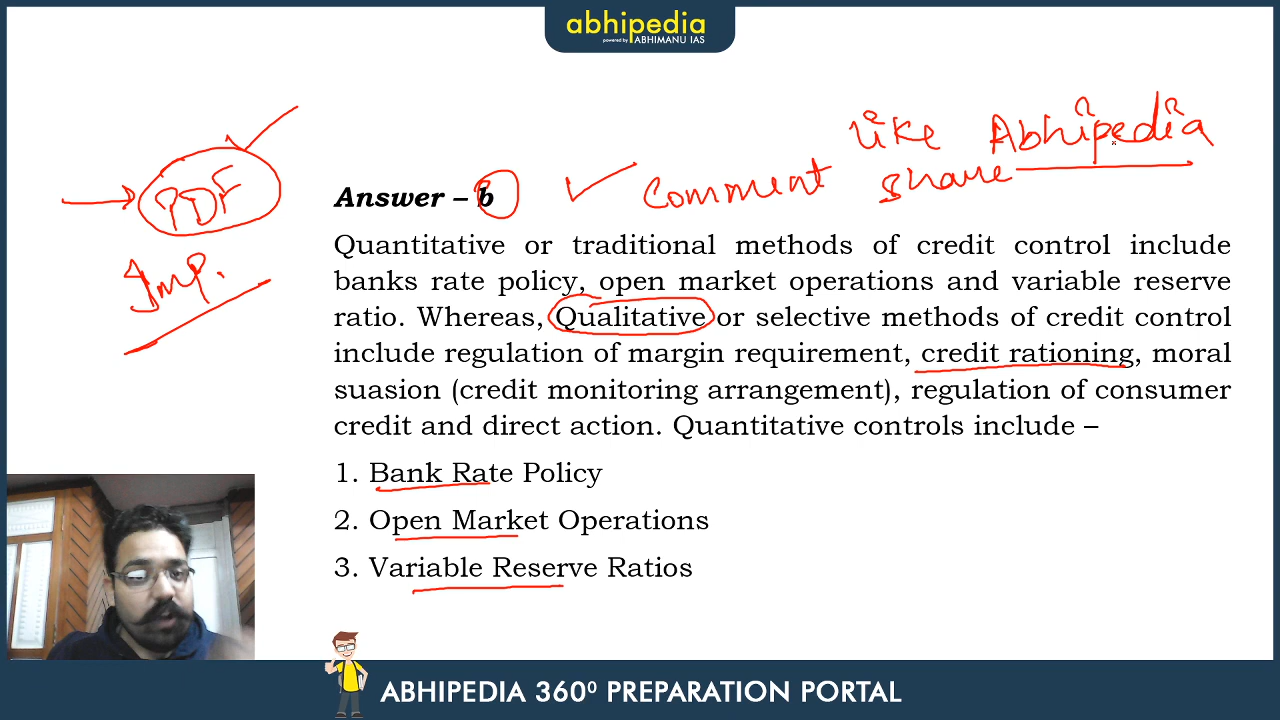 abhipedia
powered by ABHIMANU IAS
like Abhipedia
PDF
Answer – b
comment share
Imp.
Quantitative or traditional methods of credit control include
banks rate policy, open market operations and variable reserve
ratio. Whereas, Qualitative or selective methods of credit control
include regulation of margin requirement, credit rationing, moral
suasion (credit monitoring arrangement), regulation of consumer
credit and direct action. Quantitative controls include –
1. Bank Rate Policy
2. Open Market Operations
3. Variable Reserve Ratios
ABHIPEDIA 360⁰ PREPARATION PORTAL